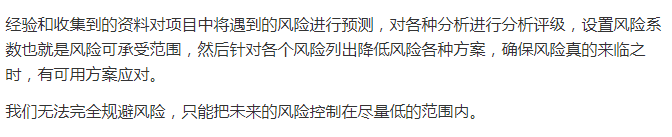 经验和收集到的资料对项目中将遇到的风险进行预测，对各种分析进行分析评级，设置风险系
数也就是风险可承受范围，然后针对各个风险列出降低风险各种方案，确保风险真的来临之
时，有可用方案应对。
我们无法完全规避风险，只能把未来的风险控制在尽量低的范围内。